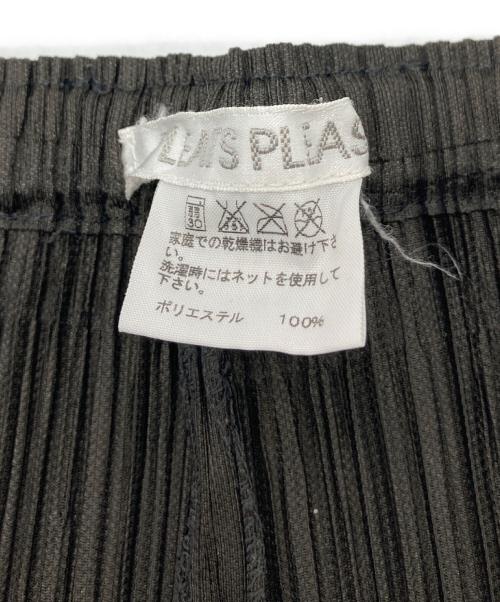 PLEAS
30
家庭での乾燥機はお避け下さ
い。
洗濯時にはネットを使用して
下さい。
ポリエステル 100%